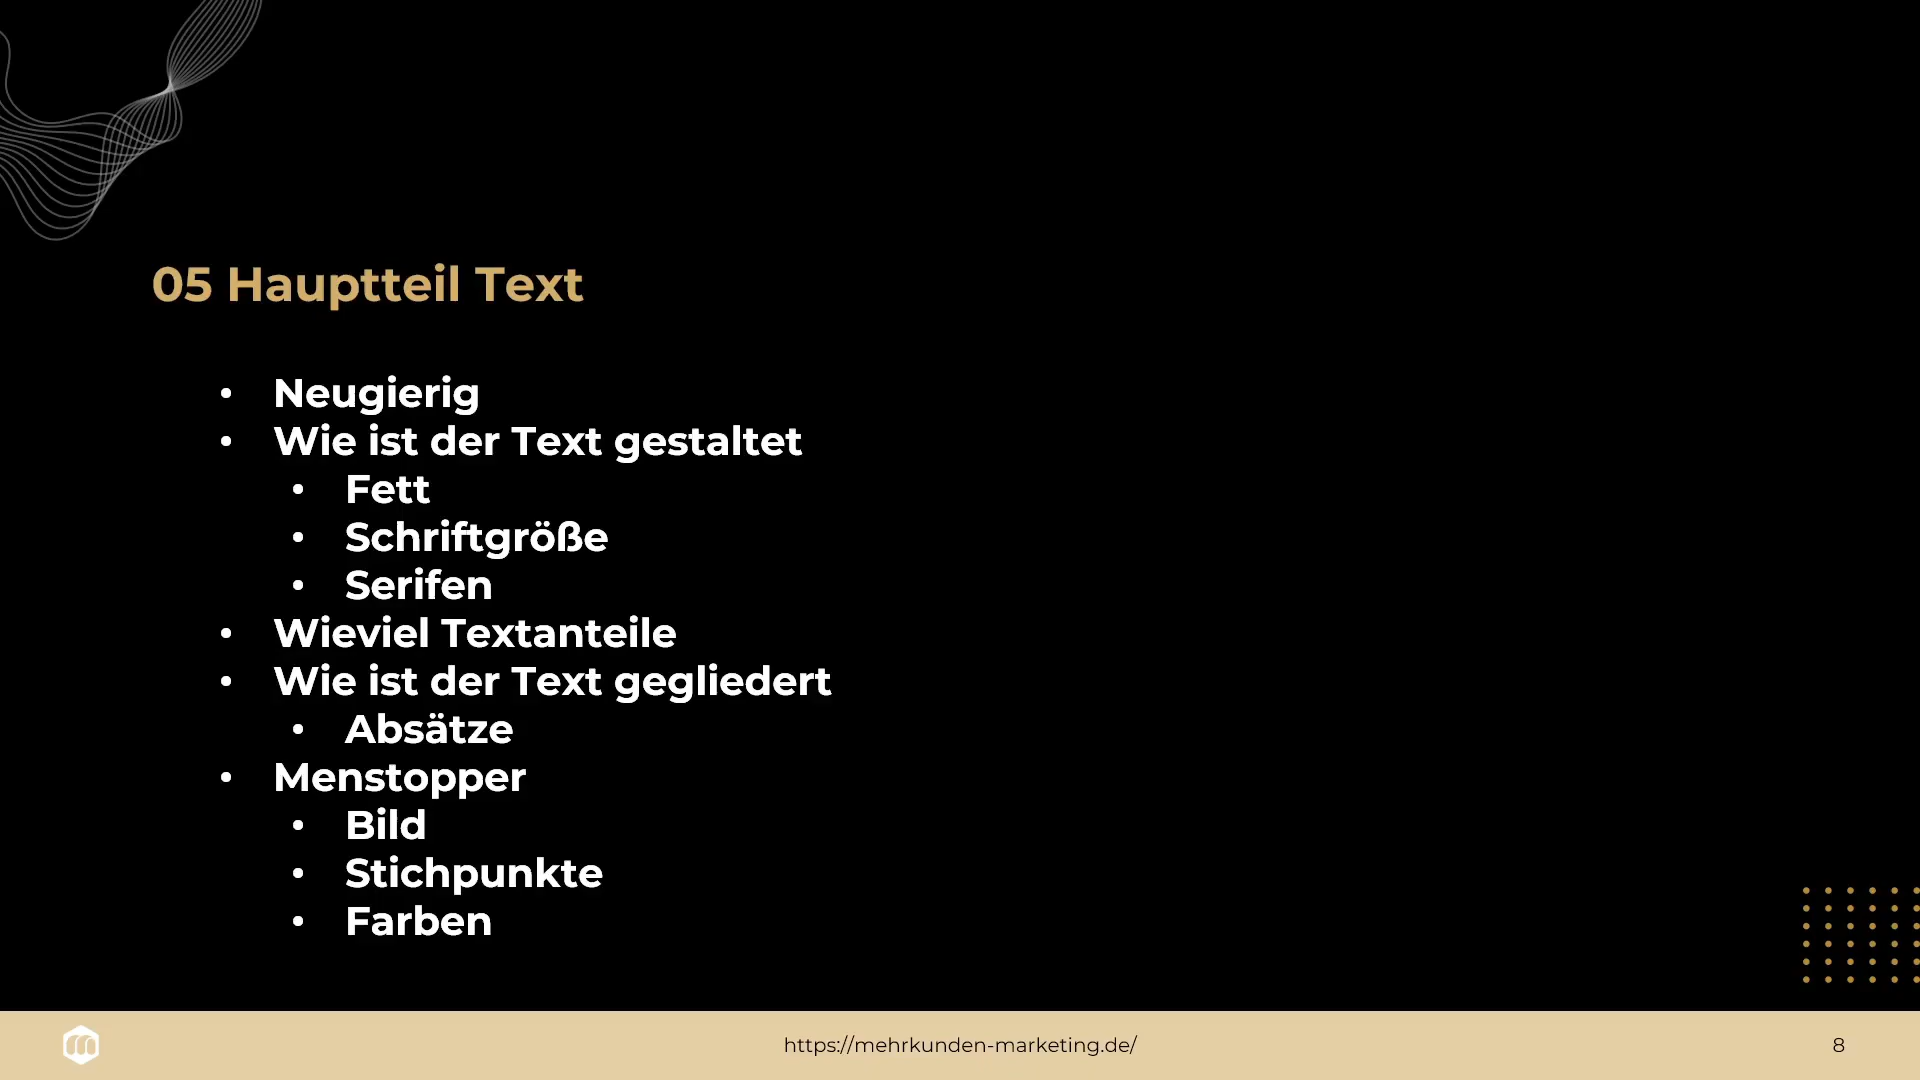 05 Hauptteil Text
• Neugierig
• Wie ist der Text gestaltet
• Fett
• Schriftgröße
• Serifen
• Wieviel Textanteile
• Wie ist der Text gegliedert
• Absätze
• Menstopper
• Bild
• Stichpunkte
• Farben
https://mehrkunden-marketing.de/
8